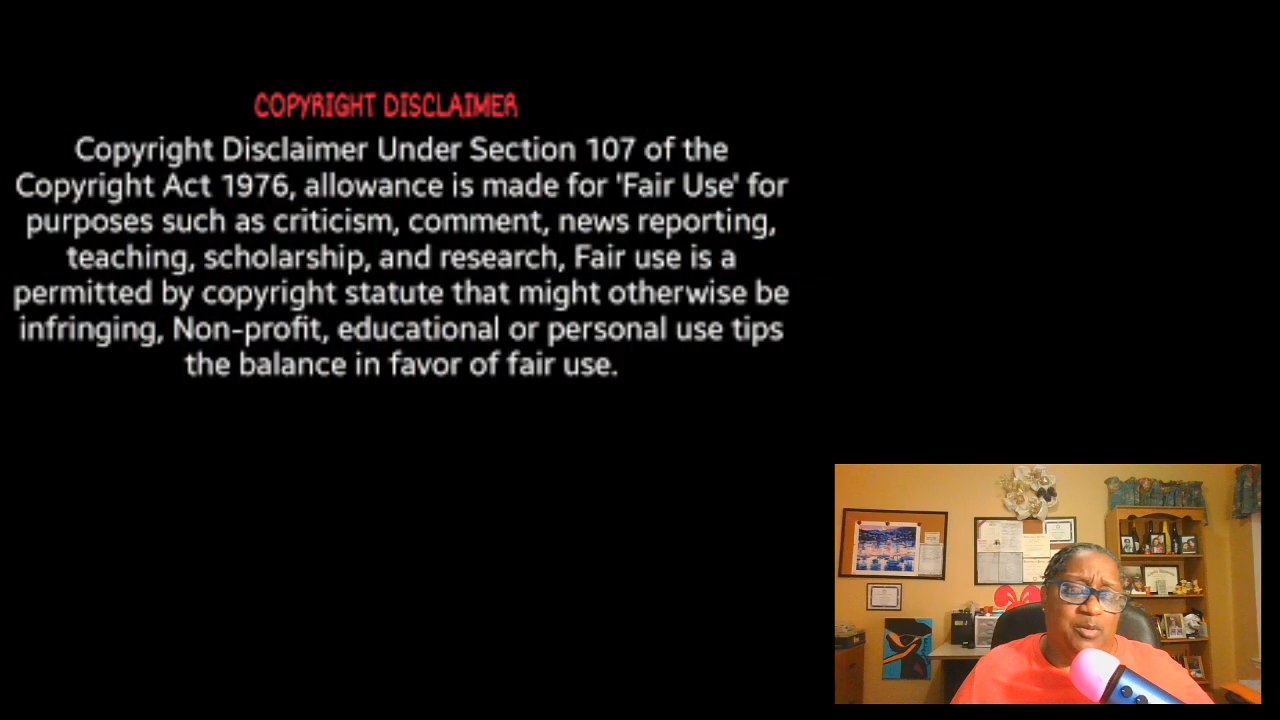 COPYRIGHT DISCLAIMER
Copyright Disclaimer Under Section 107 of the
Copyright Act 1976, allowance is made for 'Fair Use' for
purposes such as criticism, comment, news reporting,
teaching, scholarship, and research, Fair use is a
permitted by copyright statute that might otherwise be
infringing, Non-profit, educational or personal use tips
the balance in favor of fair use.